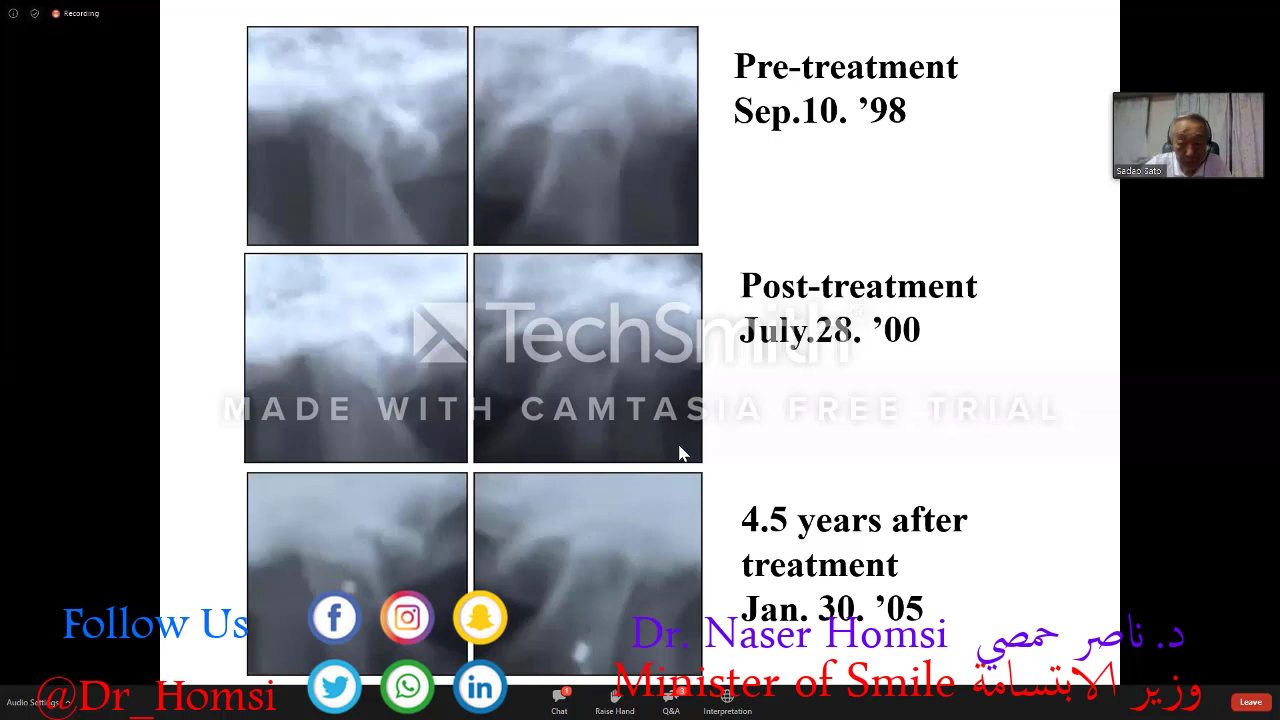 Recording
Pre-treatment
Sep.10. ’98
Sadao Sato
Post-treatment
July.28. ’00
TechSmith
MADE WITH CAMTASIA FREE TRIAL
4.5 years after
treatment
Jan. 30. ’05
Follow Us
Dr. Naser Homsi د. ناصر حمصي
@Dr_Homsi
Minister of Smile وزير الابتسامة
Audio Settings
Chat
Raise Hand
Q&A
Interpretation
Leave